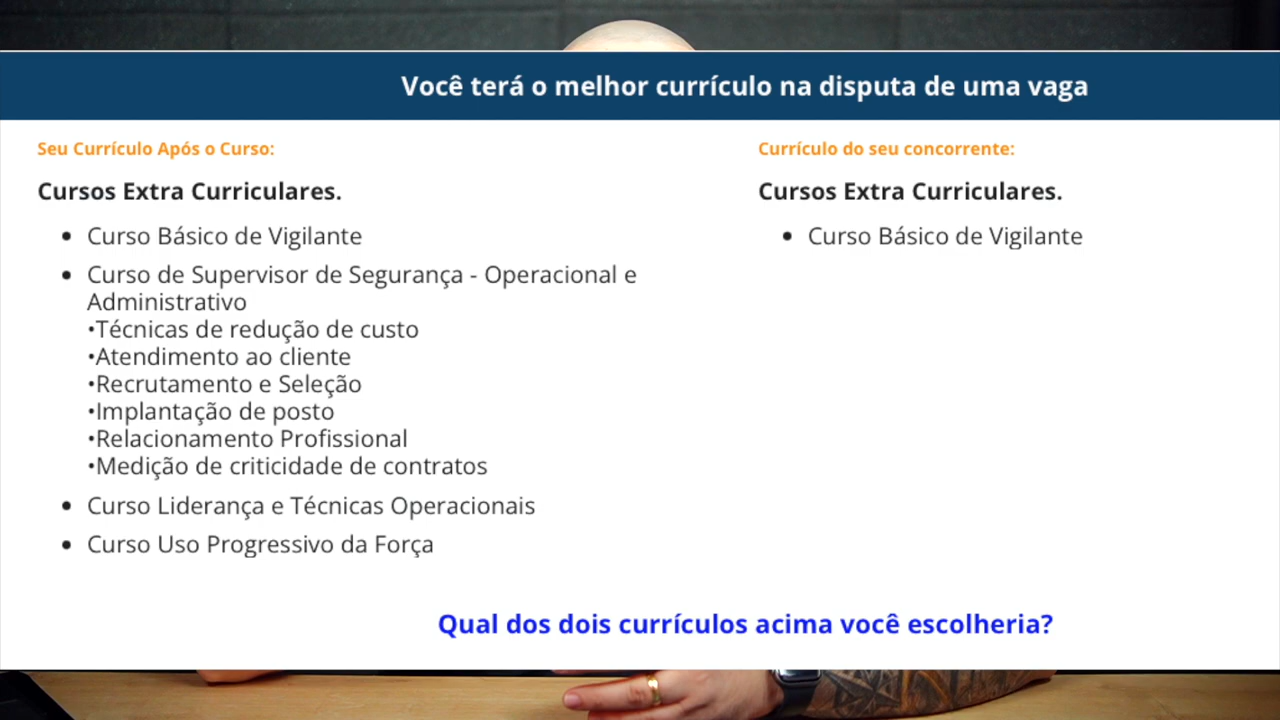 Você terá o melhor currículo na disputa de uma vaga
Seu Currículo Após o Curso:
Cursos Extra Curriculares.
• Curso Básico de Vigilante
• Curso de Supervisor de Segurança - Operacional e
Administrativo
•Técnicas de redução de custo
•Atendimento ao cliente
•Recrutamento e Seleção
•Implantação de posto
•Relacionamento Profissional
•Medição de criticidade de contratos
• Curso Liderança e Técnicas Operacionais
• Curso Uso Progressivo da Força
Currículo do seu concorrente:
Cursos Extra Curriculares.
• Curso Básico de Vigilante
Qual dos dois currículos acima você escolheria?